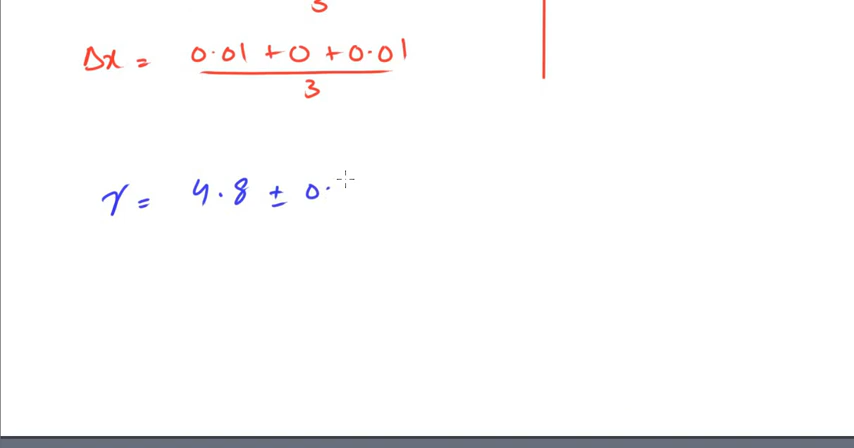 3
Δx = 0.01 + 0 + 0.01
3
r = 4.8 ± 0.